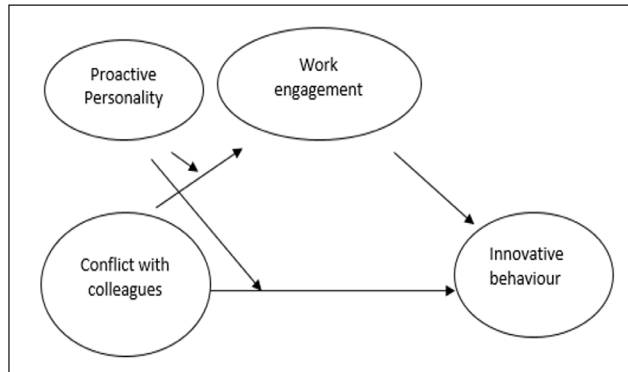 Proactive
Personality
Work
engagement
Conflict with
colleagues
Innovative
behaviour